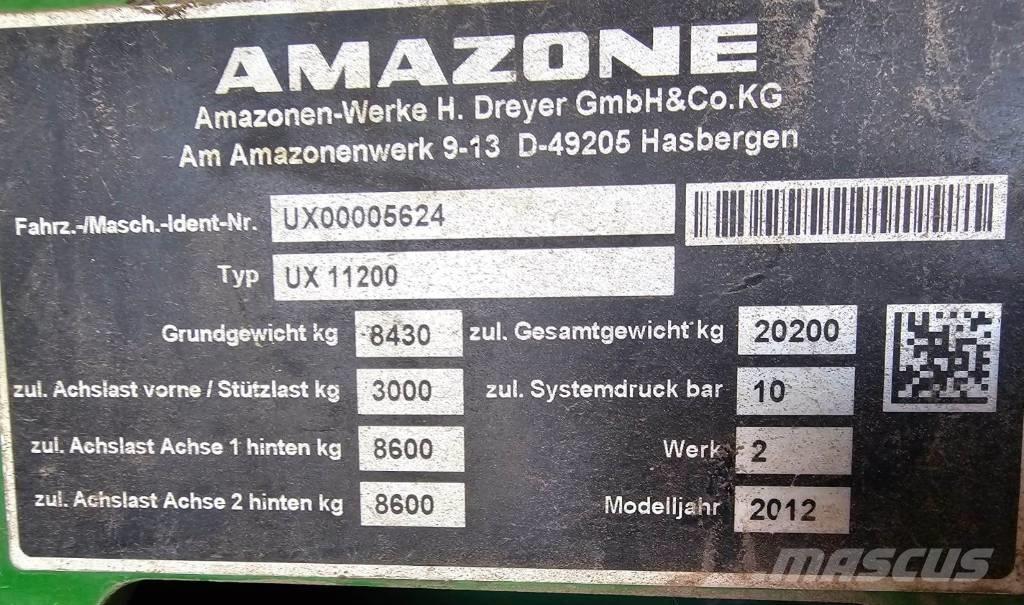 AMAZONE
Amazonen-Werke H. Dreyer GmbH&Co.KG
Am Amazonenwerk 9-13 D-49205 Hasbergen
Fahrz.-/Masch.-Ident-Nr. UX00005624
Typ UX 11200
Grundgewicht kg 8430 zul. Gesamtgewicht kg 20200
zul. Achslast vorne / Stützlast kg 3000 zul. Systemdruck bar 10
zul. Achslast Achse 1 hinten kg 8600 Werk 2
zul. Achslast Achse 2 hinten kg 8600 Modelljahr 2012
MASCUS